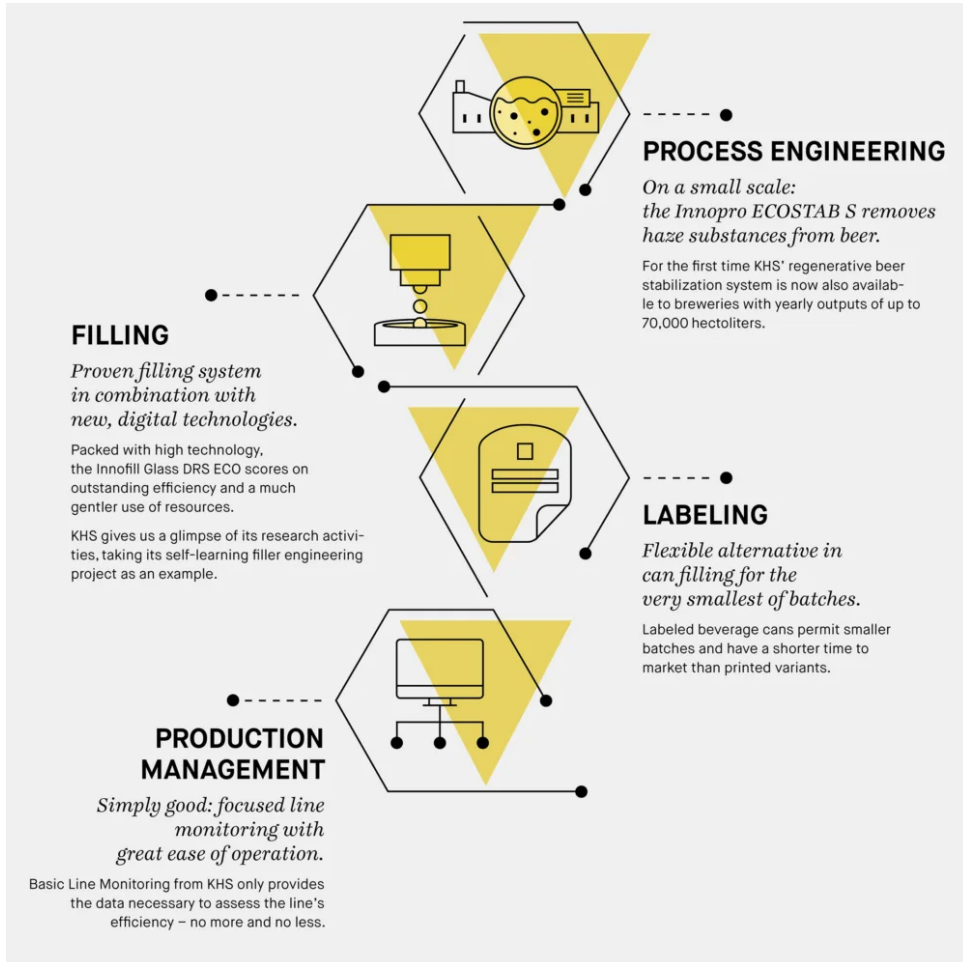 PROCESS ENGINEERING
On a small scale:
the Innopro ECOSTAB S removes
haze substances from beer.
For the first time KHS' regenerative beer
stabilization system is now also availab-
le to breweries with yearly outputs of up to
70,000 hectoliters.
FILLING
Proven filling system
in combination with
new, digital technologies.
Packed with high technology,
the Innofill Glass DRS ECO scores on
outstanding efficiency and a much
gentler use of resources.
KHS gives us a glimpse of its research activi-
ties, taking its self-learning filler engineering
project as an example.
LABELING
Flexible alternative in
can filling for the
very smallest of batches.
Labeled beverage cans permit smaller
batches and have a shorter time to
market than printed variants.
PRODUCTION
MANAGEMENT
Simply good: focused line
monitoring with
great ease of operation.
Basic Line Monitoring from KHS only provides
the data necessary to assess the line's
efficiency – no more and no less.